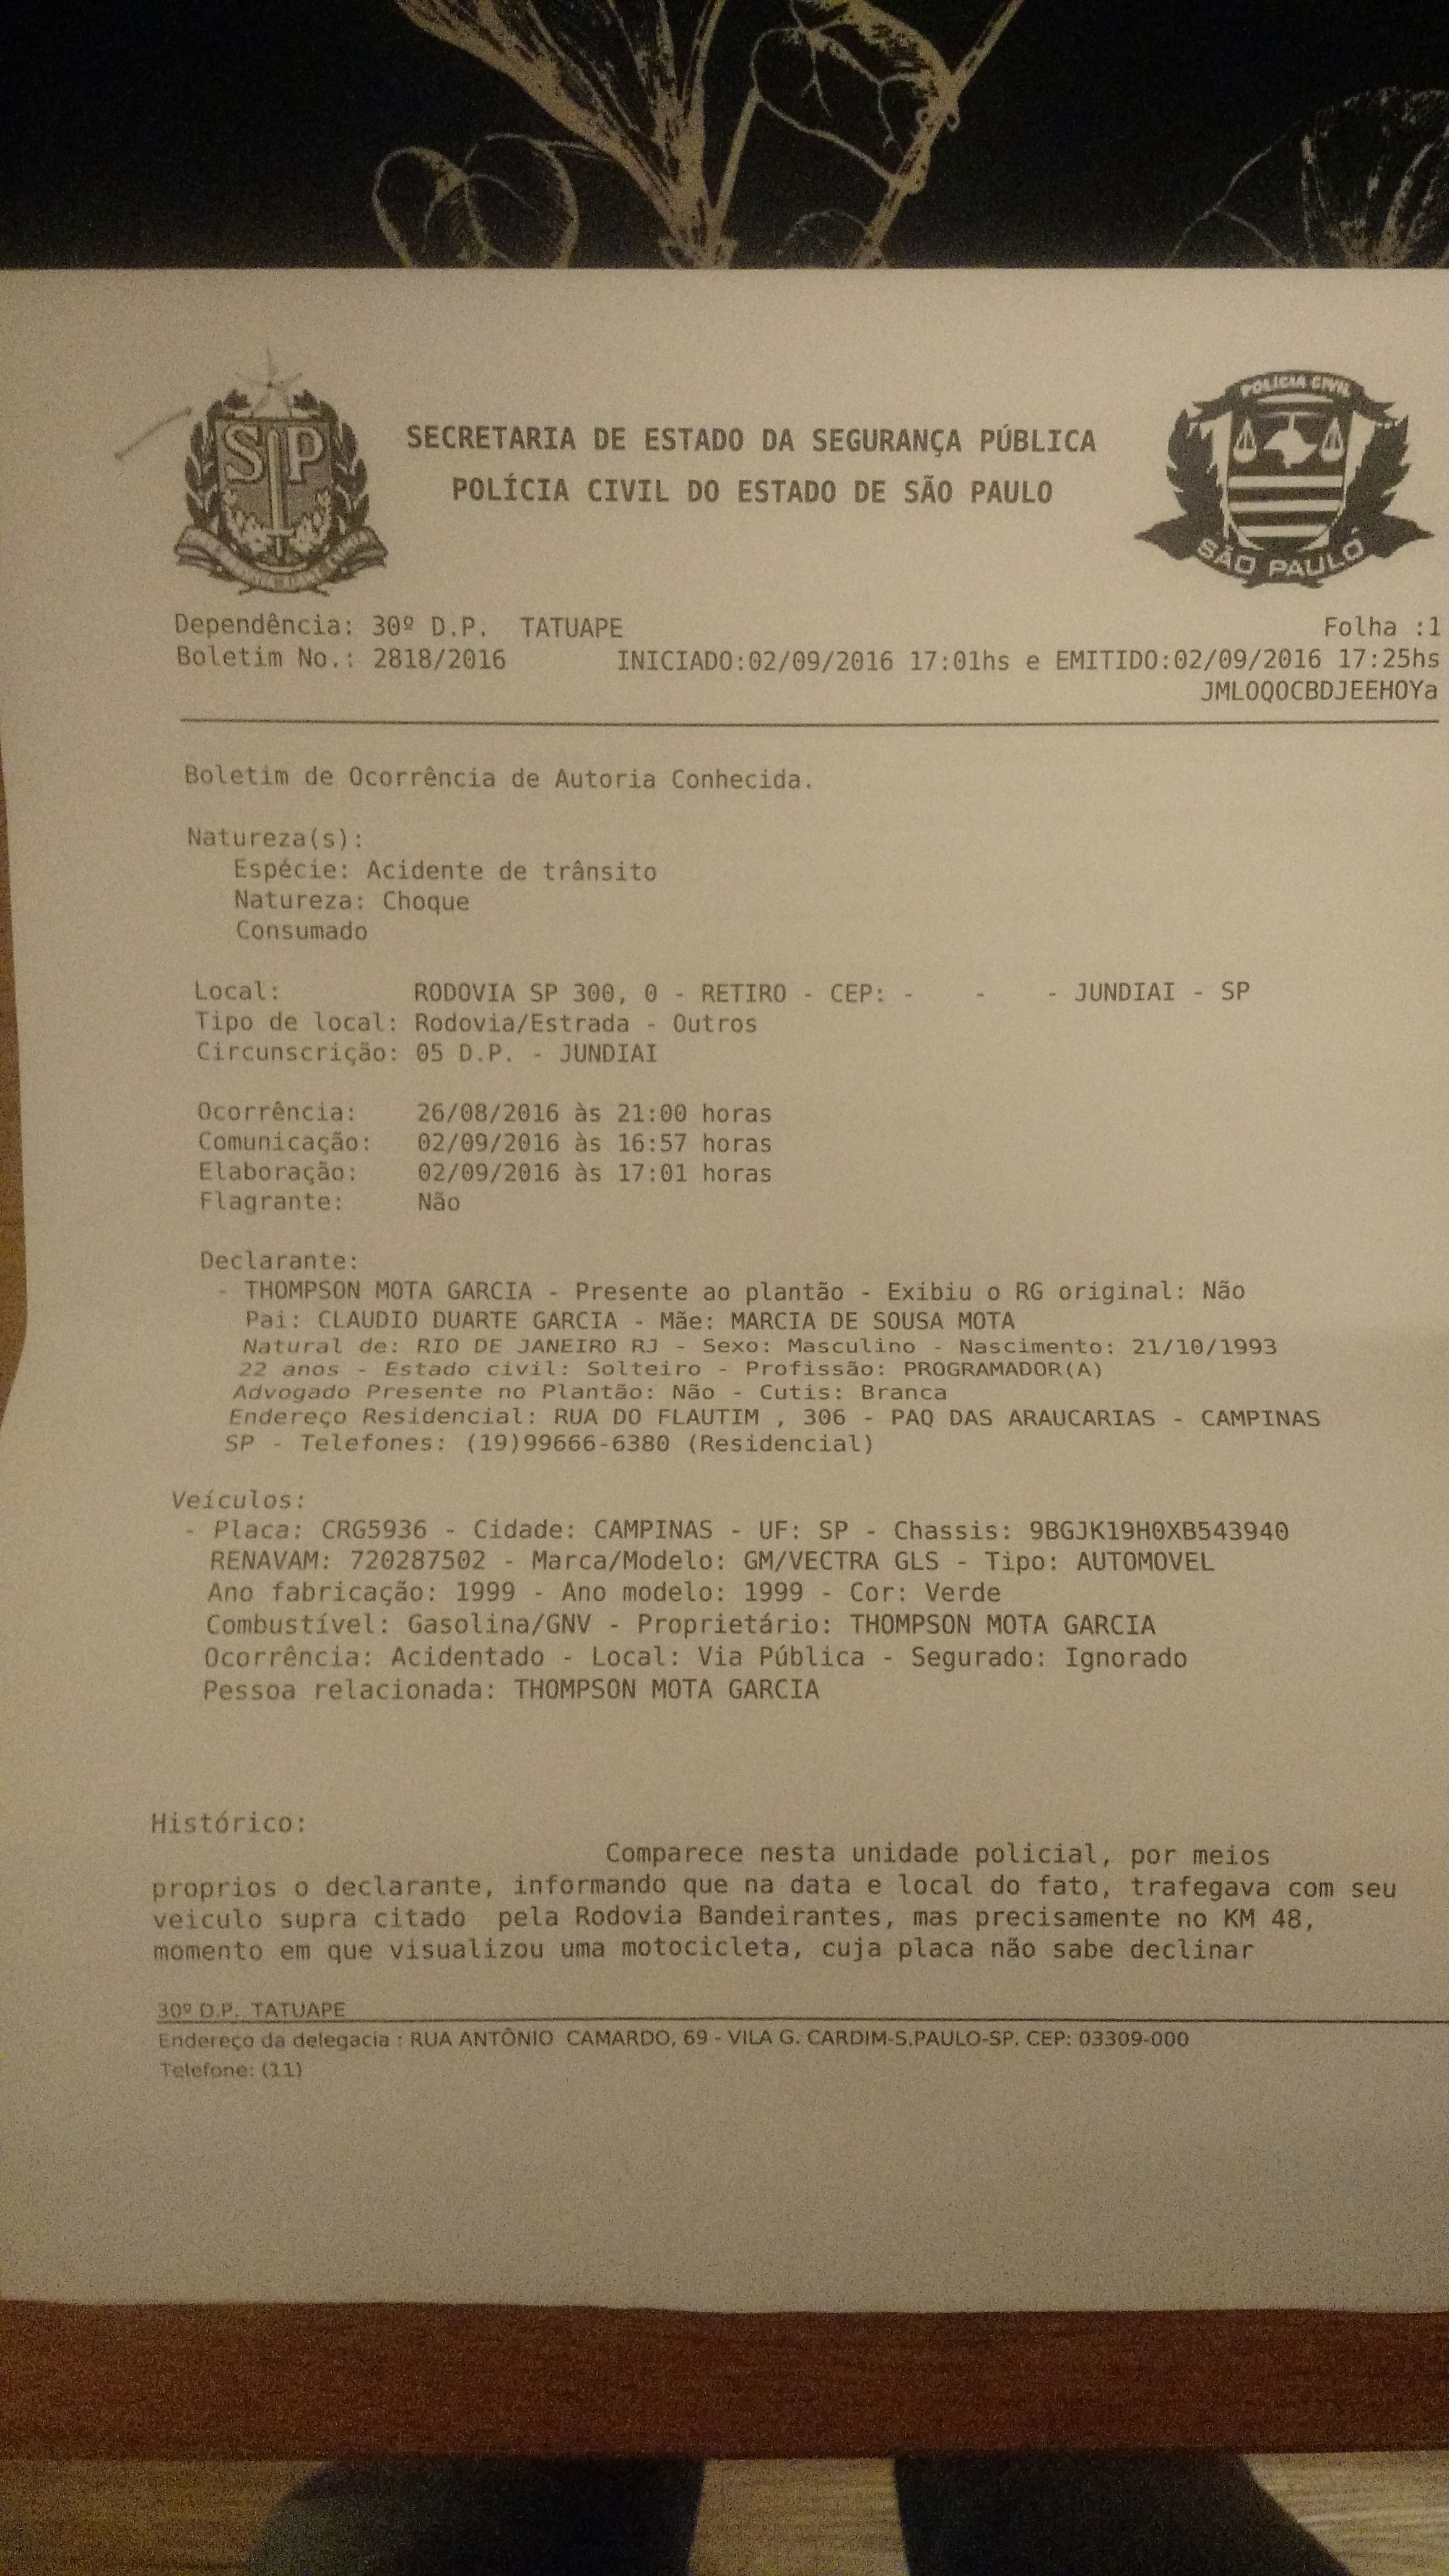 SP
POLÍCIA CIVIL
SECRETARIA DE ESTADO DA SEGURANÇA PÚBLICA
POLÍCIA CIVIL DO ESTADO DE SÃO PAULO
SÃO PAULO
Dependência: 30º D.P. TATUAPE Folha :1
Boletim No.: 2818/2016 INICIADO:02/09/2016 17:01hs e EMITIDO:02/09/2016 17:25hs
JMLOQOCBDJEEHOYa
Boletim de Ocorrência de Autoria Conhecida.
Natureza(s):
Espécie: Acidente de trânsito
Natureza: Choque
Consumado
Local: RODOVIA SP 300, 0 - RETIRO - CEP: - - - JUNDIAI - SP
Tipo de local: Rodovia/Estrada - Outros
Circunscrição: 05 D.P. - JUNDIAI
Ocorrência: 26/08/2016 às 21:00 horas
Comunicação: 02/09/2016 às 16:57 horas
Elaboração: 02/09/2016 às 17:01 horas
Flagrante: Não
Declarante:
- THOMPSON MOTA GARCIA - Presente ao plantão - Exibiu o RG original: Não
Pai: CLAUDIO DUARTE GARCIA - Mãe: MARCIA DE SOUSA MOTA
Natural de: RIO DE JANEIRO RJ - Sexo: Masculino - Nascimento: 21/10/1993
22 anos - Estado civil: Solteiro - Profissão: PROGRAMADOR(A)
Advogado Presente no Plantão: Não - Cutis: Branca
Endereço Residencial: RUA DO FLAUTIM , 306 - PAQ DAS ARAUCARIAS - CAMPINAS
SP - Telefones: (19)99666-6380 (Residencial)
Veículos:
- Placa: CRG5936 - Cidade: CAMPINAS - UF: SP - Chassis: 9BGJK19H0XB543940
RENAVAM: 720287502 - Marca/Modelo: GM/VECTRA GLS - Tipo: AUTOMOVEL
Ano fabricação: 1999 - Ano modelo: 1999 - Cor: Verde
Combustível: Gasolina/GNV - Proprietário: THOMPSON MOTA GARCIA
Ocorrência: Acidentado - Local: Via Pública - Segurado: Ignorado
Pessoa relacionada: THOMPSON MOTA GARCIA
Histórico:
Comparece nesta unidade policial, por meios
proprios o declarante, informando que na data e local do fato, trafegava com seu
veiculo supra citado pela Rodovia Bandeirantes, mas precisamente no KM 48,
momento em que visualizou uma motocicleta, cuja placa não sabe declinar
30º D.P. TATUAPE
Endereço da delegacia : RUA ANTÔNIO CAMARDO, 69 - VILA G. CARDIM-S.PAULO-SP. CEP: 03309-000
Telefone: (11)